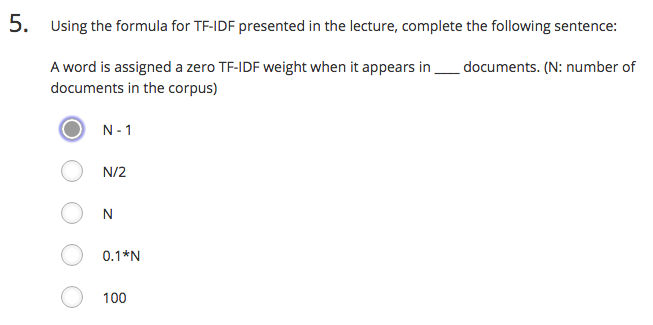 5. Using the formula for TF-IDF presented in the lecture, complete the following sentence:
A word is assigned a zero TF-IDF weight when it appears in ___ documents. (N: number of
documents in the corpus)
N - 1
N/2
N
0.1*N
100